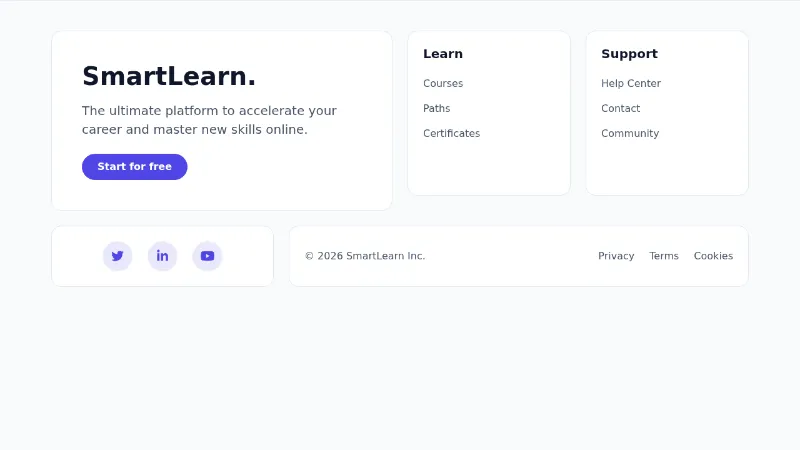 SmartLearn.
The ultimate platform to accelerate your
career and master new skills online.
Start for free
Learn
Courses
Paths
Certificates
Support
Help Center
Contact
Community
in
© 2026 SmartLearn Inc.
Privacy Terms Cookies